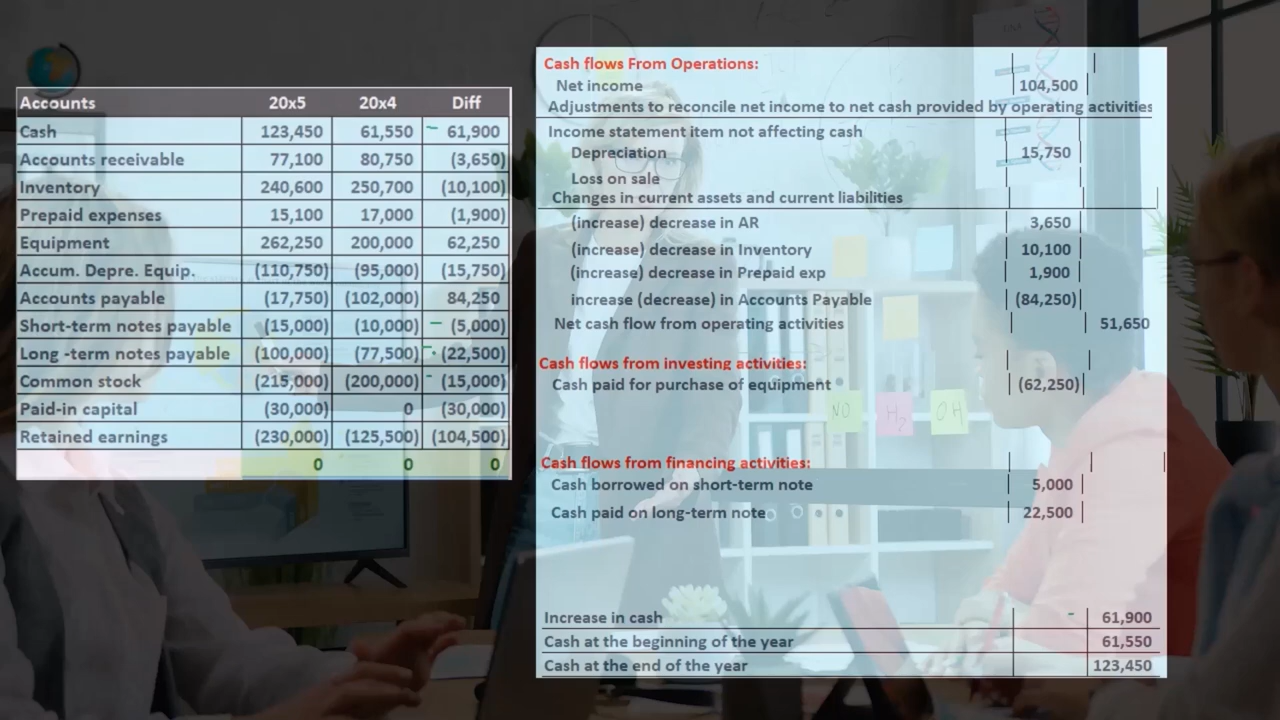 Accounts 20x5 20x4 Diff
Cash 123,450 61,550 61,900
Accounts receivable 77,100 80,750 (3,650)
Inventory 240,600 250,700 (10,100)
Prepaid expenses 15,100 17,000 (1,900)
Equipment 262,250 200,000 62,250
Accum. Depre. Equip. (110,750) (95,000) (15,750)
Accounts payable (17,750) (102,000) 84,250
Short-term notes payable (15,000) (10,000) (5,000)
Long -term notes payable (100,000) (77,500) (22,500)
Common stock (215,000) (200,000) (15,000)
Paid-in capital (30,000) 0 (30,000)
Retained earnings (230,000) (125,500) (104,500)
0 0 0
Cash flows From Operations:
Net income 104,500
Adjustments to reconcile net income to net cash provided by operating activities
Income statement item not affecting cash
Depreciation 15,750
Loss on sale
Changes in current assets and current liabilities
(increase) decrease in AR 3,650
(increase) decrease in Inventory 10,100
(increase) decrease in Prepaid exp 1,900
increase (decrease) in Accounts Payable (84,250)
Net cash flow from operating activities 51,650
Cash flows from investing activities:
Cash paid for purchase of equipment (62,250)
NO H₂ OH
Cash flows from financing activities:
Cash borrowed on short-term note 5,000
Cash paid on long-term note 22,500
Increase in cash 61,900
Cash at the beginning of the year 61,550
Cash at the end of the year 123,450